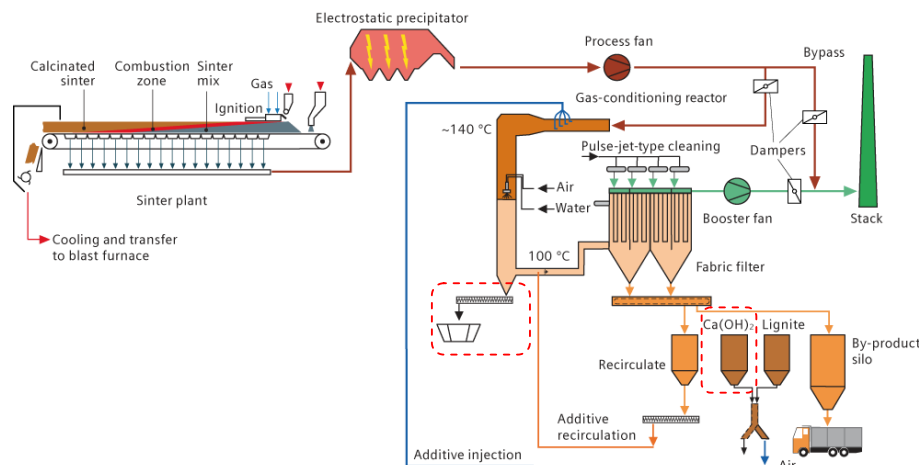 Electrostatic precipitator
Process fan
Bypass
Calcinated
sinter
Combustion
zone
Sinter
mix
Gas
Ignition
Gas-conditioning reactor
~140 °C
Pulse-jet-type cleaning
Dampers
Sinter plant
Air
Water
Booster fan
Stack
Cooling and transfer
to blast furnace
100 °C
Fabric filter
Ca(OH)₂
Lignite
Recirculate
By-product
silo
Additive
recirculation
Additive injection
Air